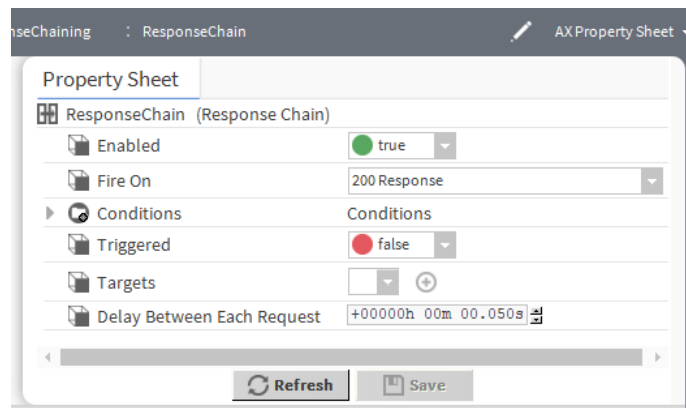 nseChaining : ResponseChain AX Property Sheet
Property Sheet
ResponseChain (Response Chain)
Enabled true
Fire On 200 Response
Conditions Conditions
Triggered false
Targets
Delay Between Each Request +00000h 00m 00.050s
Refresh Save